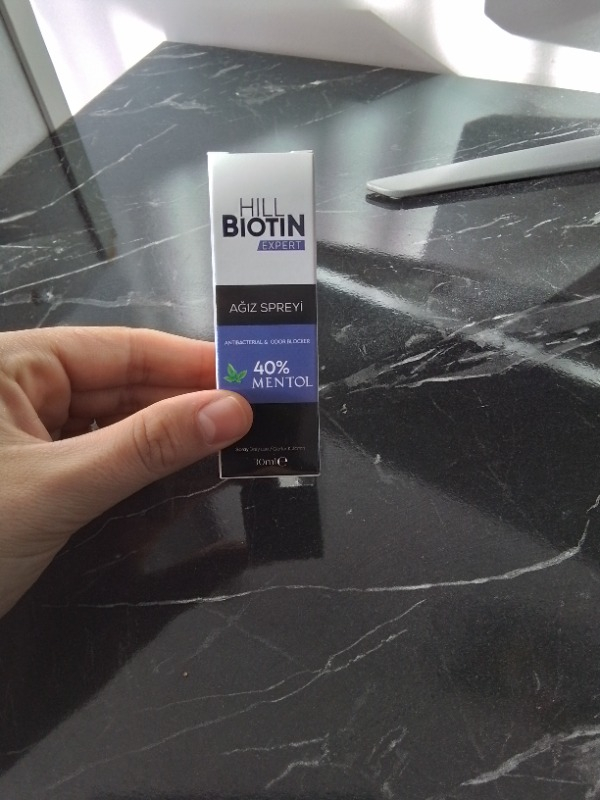 HILL
BIOTIN
EXPERT
AĞIZ SPREYİ
ANTIBACTERIAL & ODOR BLOCKER
40%
MENTOL
10ml ℮